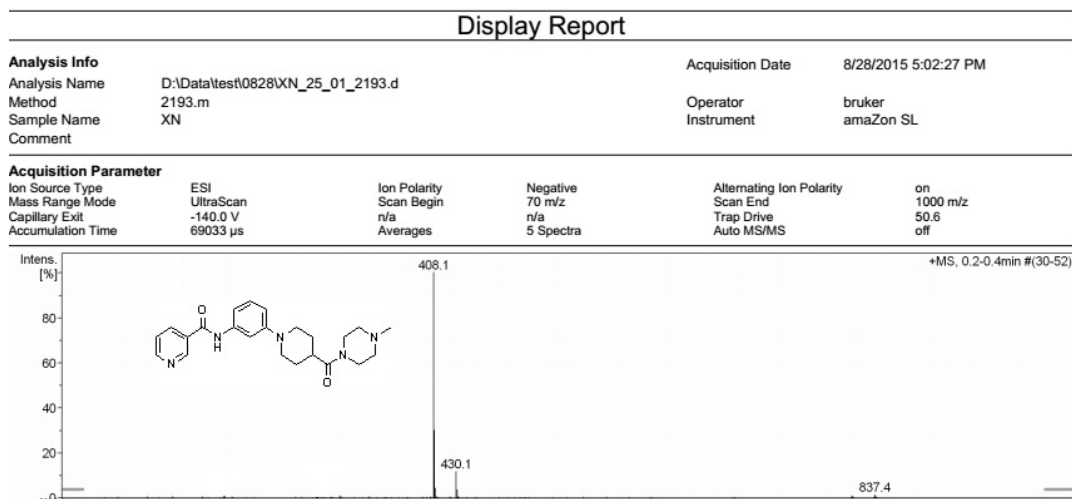 Display Report
Analysis Info
Acquisition Date 8/28/2015 5:02:27 PM
Analysis Name D:\Data\test\0828\XN_25_01_2193.d
Method 2193.m Operator bruker
Sample Name XN Instrument amaZon SL
Comment
Acquisition Parameter
Ion Source Type ESI Ion Polarity Negative Alternating Ion Polarity on
Mass Range Mode UltraScan Scan Begin 70 m/z Scan End 1000 m/z
Capillary Exit -140.0 V n/a n/a Trap Drive 50.6
Accumulation Time 69033 µs Averages 5 Spectra Auto MS/MS off
Intens. 408.1 +MS, 0.2-0.4min #(30-52)
[%]
80
O
N
H
N
N
N
N
O
60
40
20
430.1
837.4